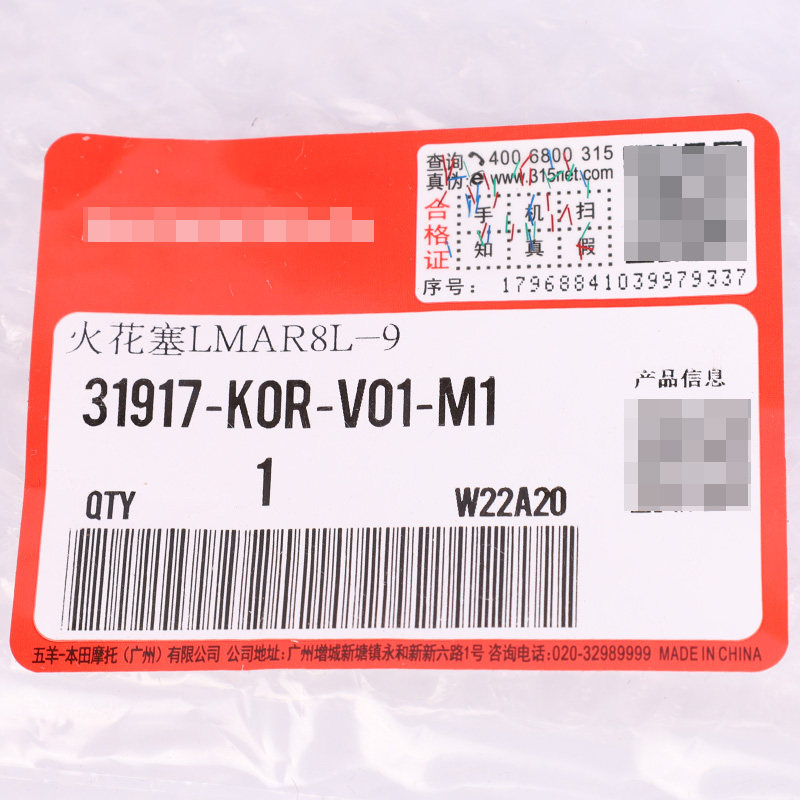 查询 400 6800 315
真伪: www.315net.com
合格证
手机扫
知真假
序号: 1796884103997 9337
火花塞LMAR8L-9
31917-K0R-V01-M1
产品信息
1
QTY
W22A20
五羊-本田摩托（广州）有限公司 公司地址:广州增城新塘镇永和新新六路1号 咨询电话:020-32989999 MADE IN CHINA